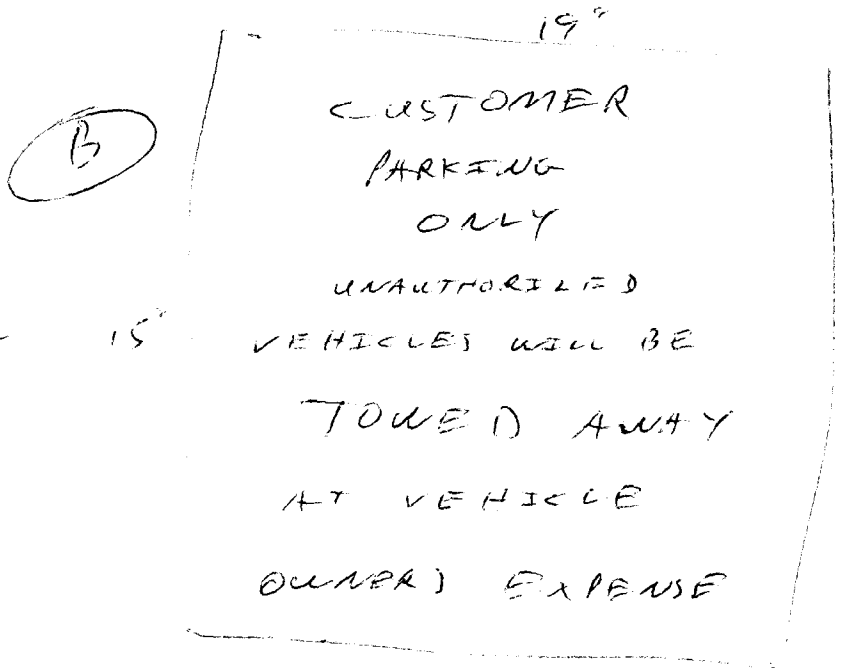 19"
B
CUSTOMER
PARKING
ONLY
UNAUTHORIZED
15"
VEHICLES WILL BE
TOWED AWAY
AT VEHICLE
OWNERS EXPENSE